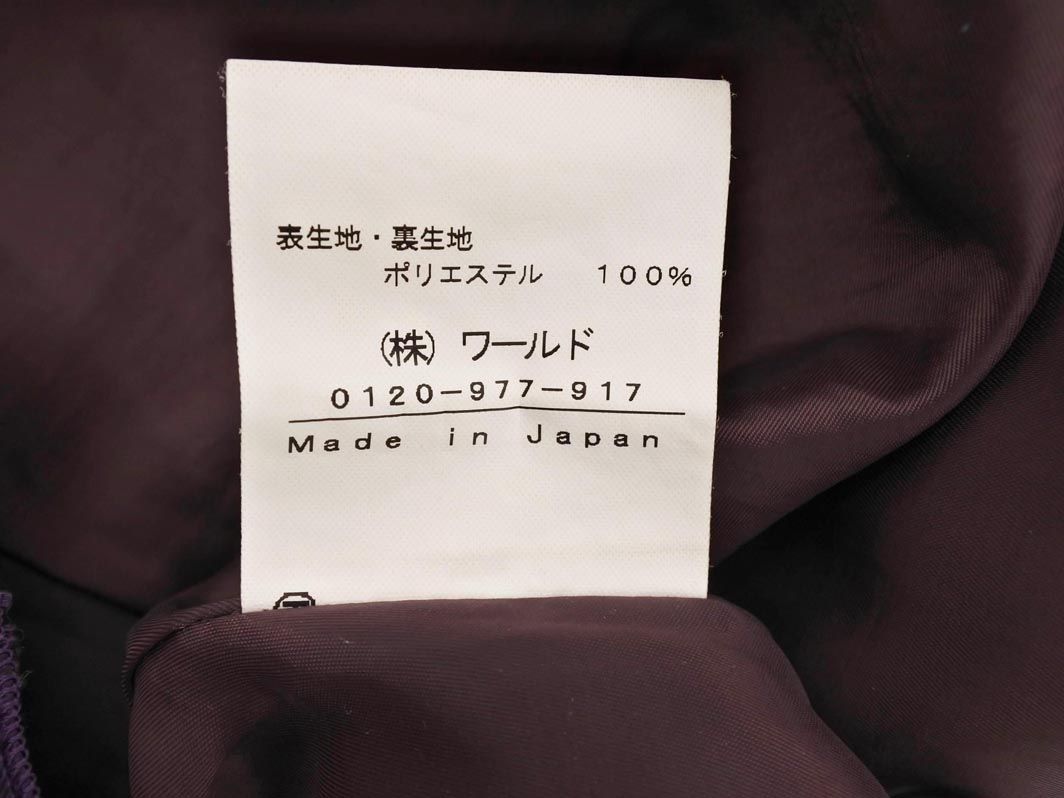 表生地・裏生地
ポリエステル　100%
(株) ワールド
0120-977-917
Made in Japan